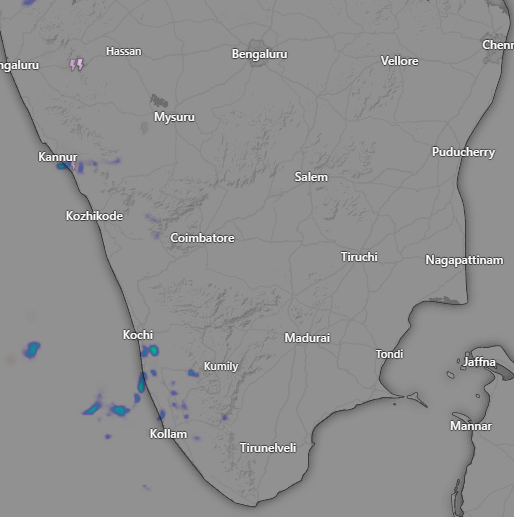 Hassan
Bengaluru
Chenn
ngaluru
Vellore
Mysuru
Kannur
Puducherry
Salem
Kozhikode
Coimbatore
Tiruchi
Nagapattinam
Kochi
Madurai
Tondi
Jaffna
Kumily
Mannar
Kollam
Tirunelveli